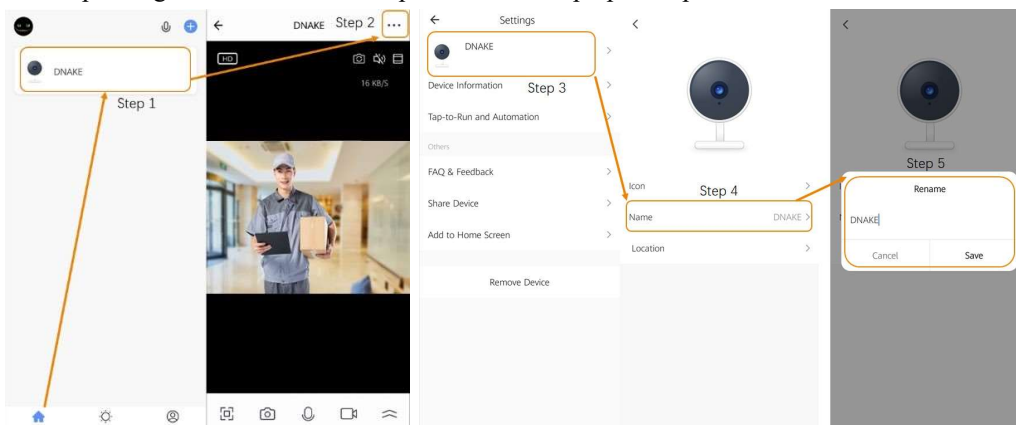 DNAKE
Step 1
DNAKE
Step 2
HD
16 KB/S
Settings
DNAKE
Device Information
Step 3
Tap-to-Run and Automation
Others
FAQ & Feedback
Share Device
Add to Home Screen
Remove Device
Icon
Step 4
Name
DNAKE
Location
Step 5
Rename
DNAKE
Cancel
Save